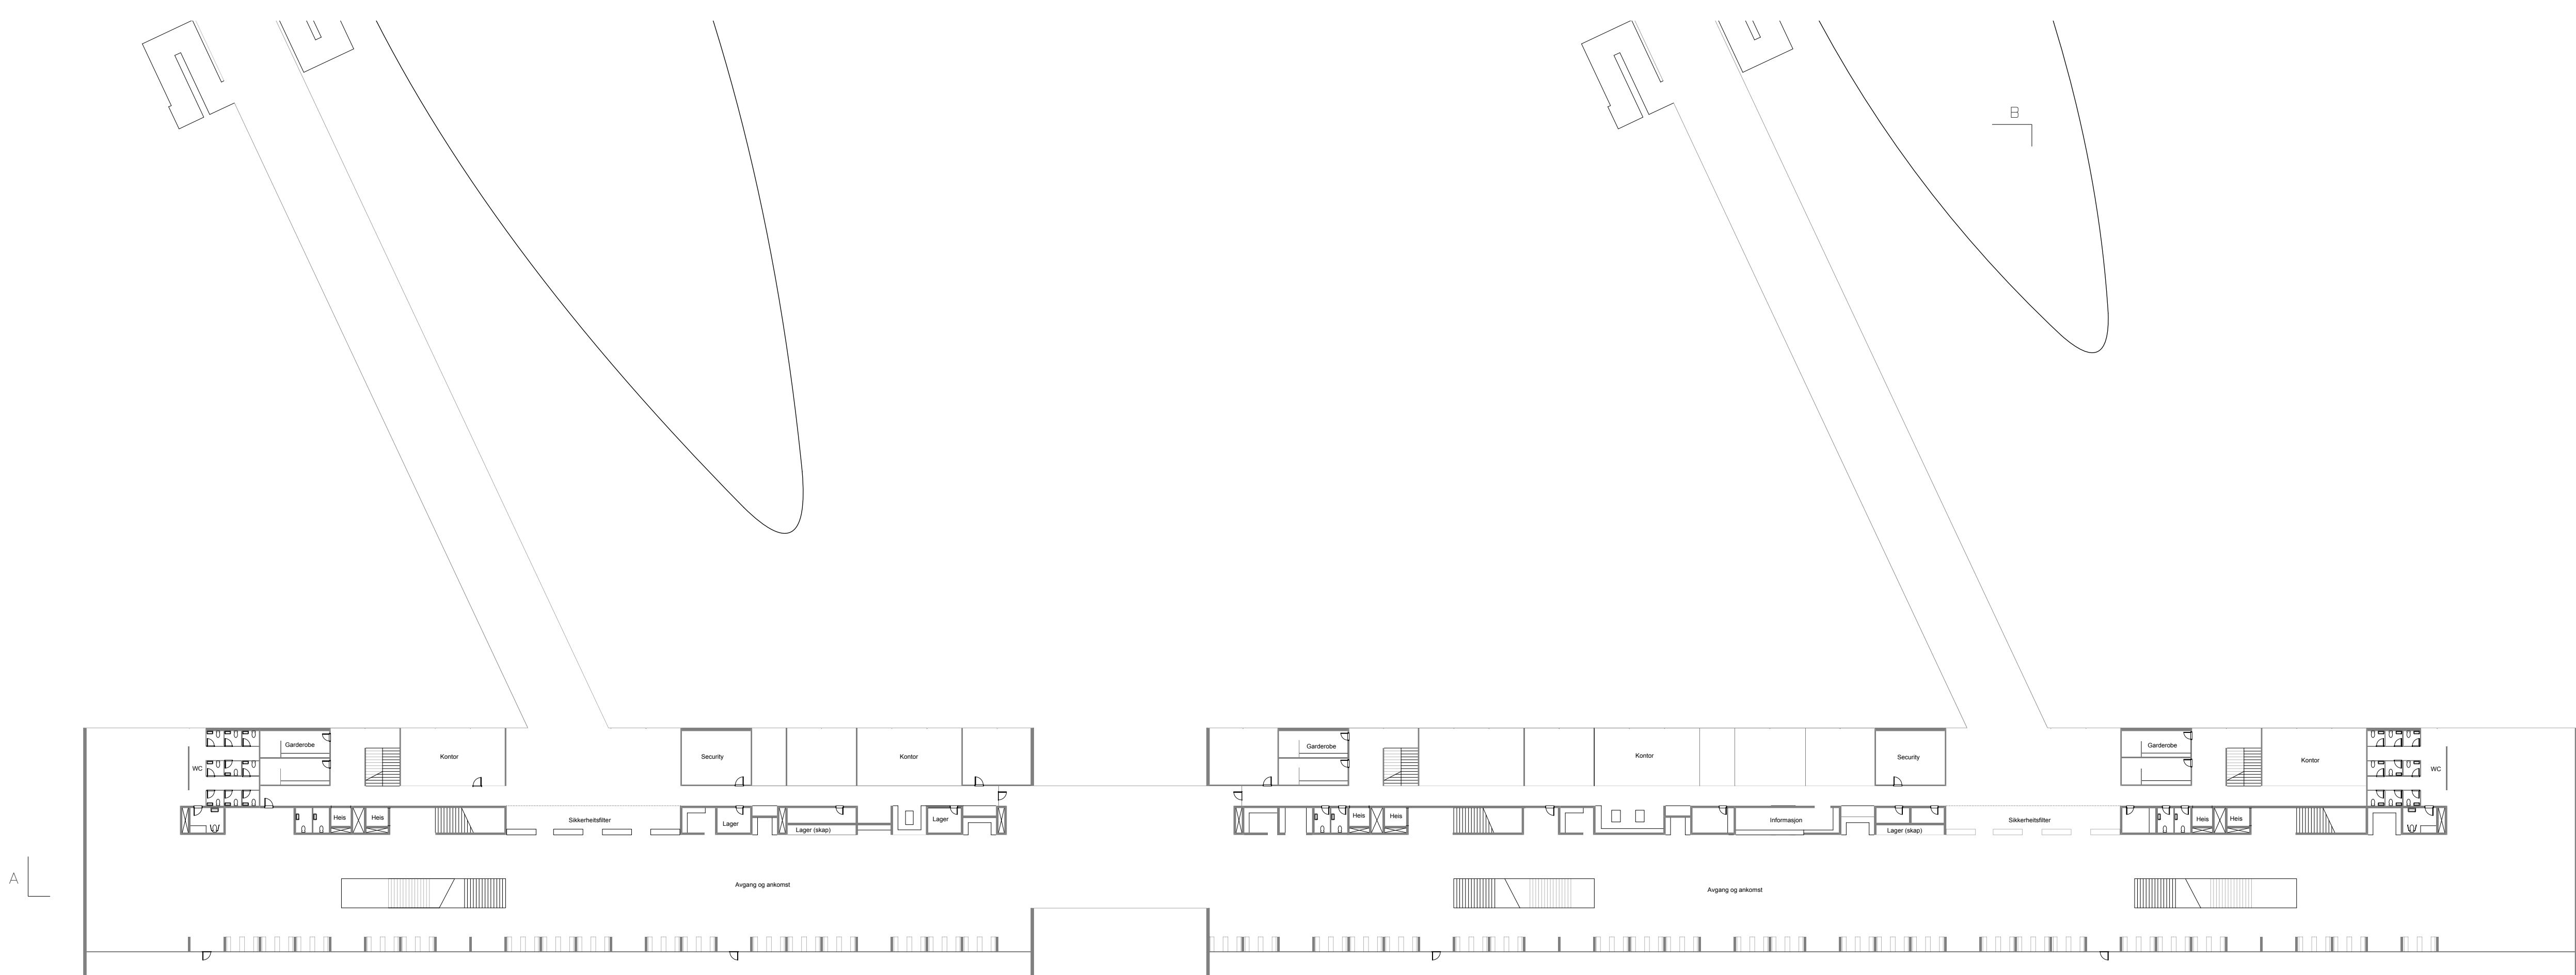 B
Garderobe
Kontor
Security
Kontor
Garderobe
Kontor
Security
Garderobe
Kontor
WC
WC
Heis
Heis
Sikkerheitsfilter
Lager
Lager (skap)
Lager
Heis
Heis
Informasjon
Lager (skap)
Sikkerheitsfilter
Heis
Heis
A
Avgang og ankomst
Avgang og ankomst